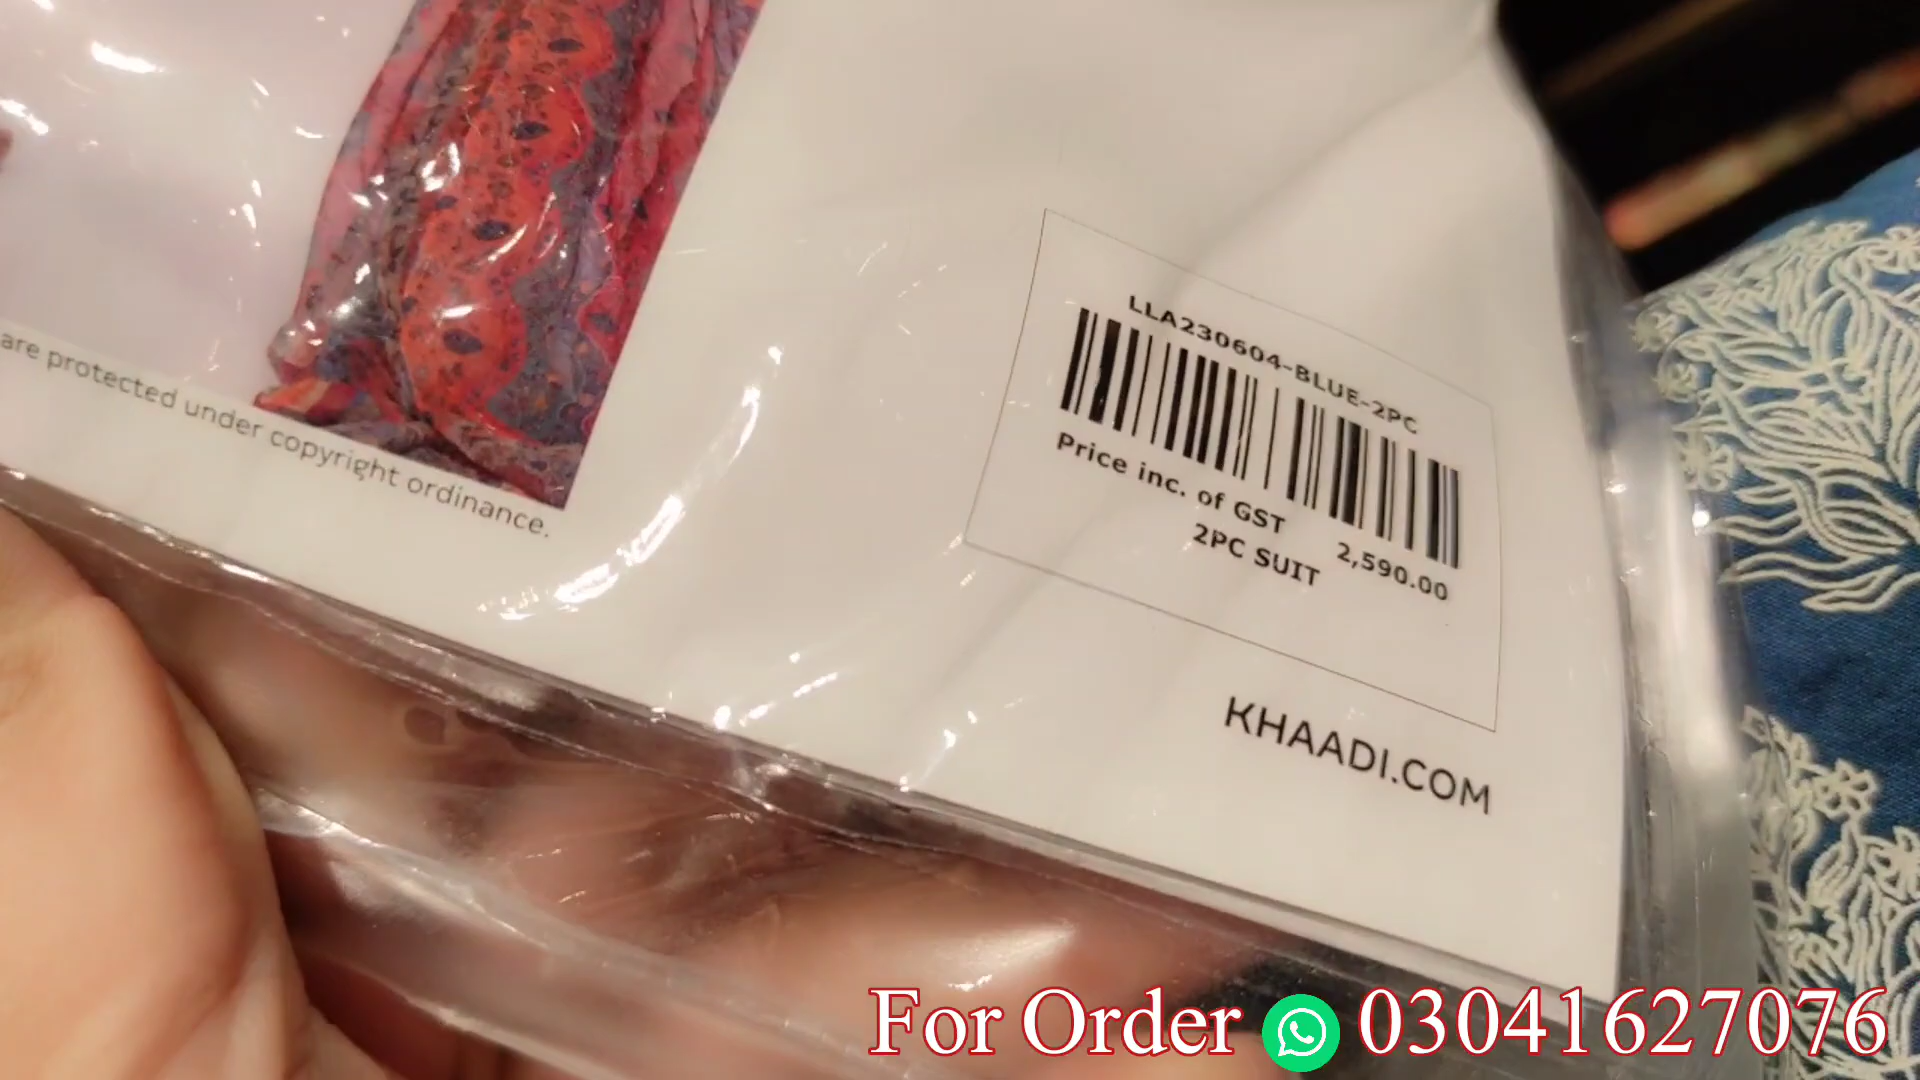 are protected under copyright ordinance.
LLA230604-BLUE-2PC
Price inc. of GST 2,590.00
2PC SUIT
KHAADI.COM
For Order 03041627076